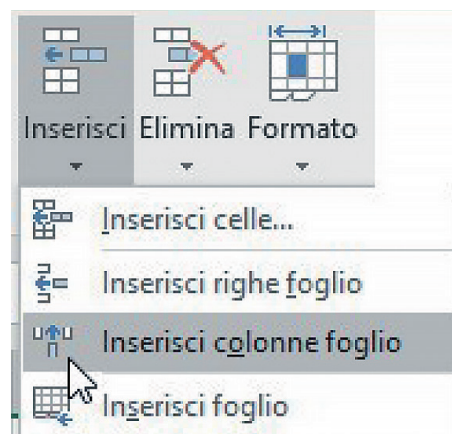 Inserisci Elimina Formato
Inserisci celle...
Inserisci righe foglio
Inserisci colonne foglio
Inserisci foglio